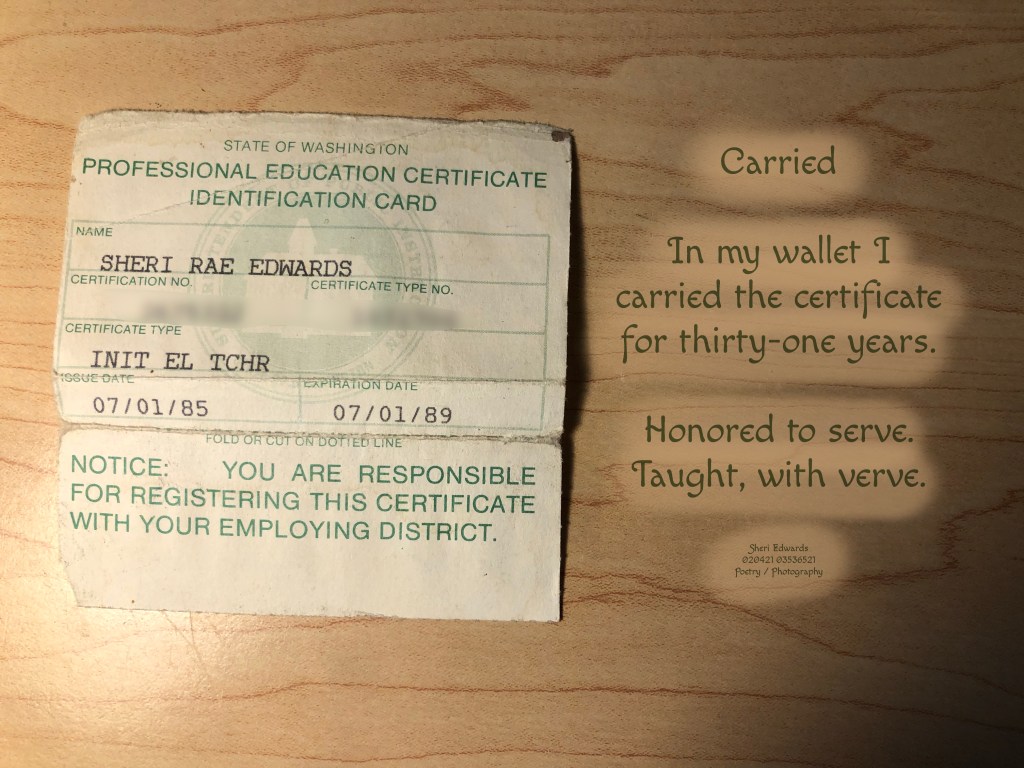 STATE OF WASHINGTON
PROFESSIONAL EDUCATION CERTIFICATE
IDENTIFICATION CARD
NAME
SHERI RAE EDWARDS
CERTIFICATION NO. CERTIFICATE TYPE NO.
CERTIFICATE TYPE
INIT EL TCHR
ISSUE DATE EXPIRATION DATE
07/01/85 07/01/89
FOLD OR CUT ON DOTTED LINE
NOTICE: YOU ARE RESPONSIBLE
FOR REGISTERING THIS CERTIFICATE
WITH YOUR EMPLOYING DISTRICT.
Carried
In my wallet I
carried the certificate
for thirty-one years.
Honored to serve.
Taught, with verve.
Sheri Edwards
020421 03536521
Poetry / Photography